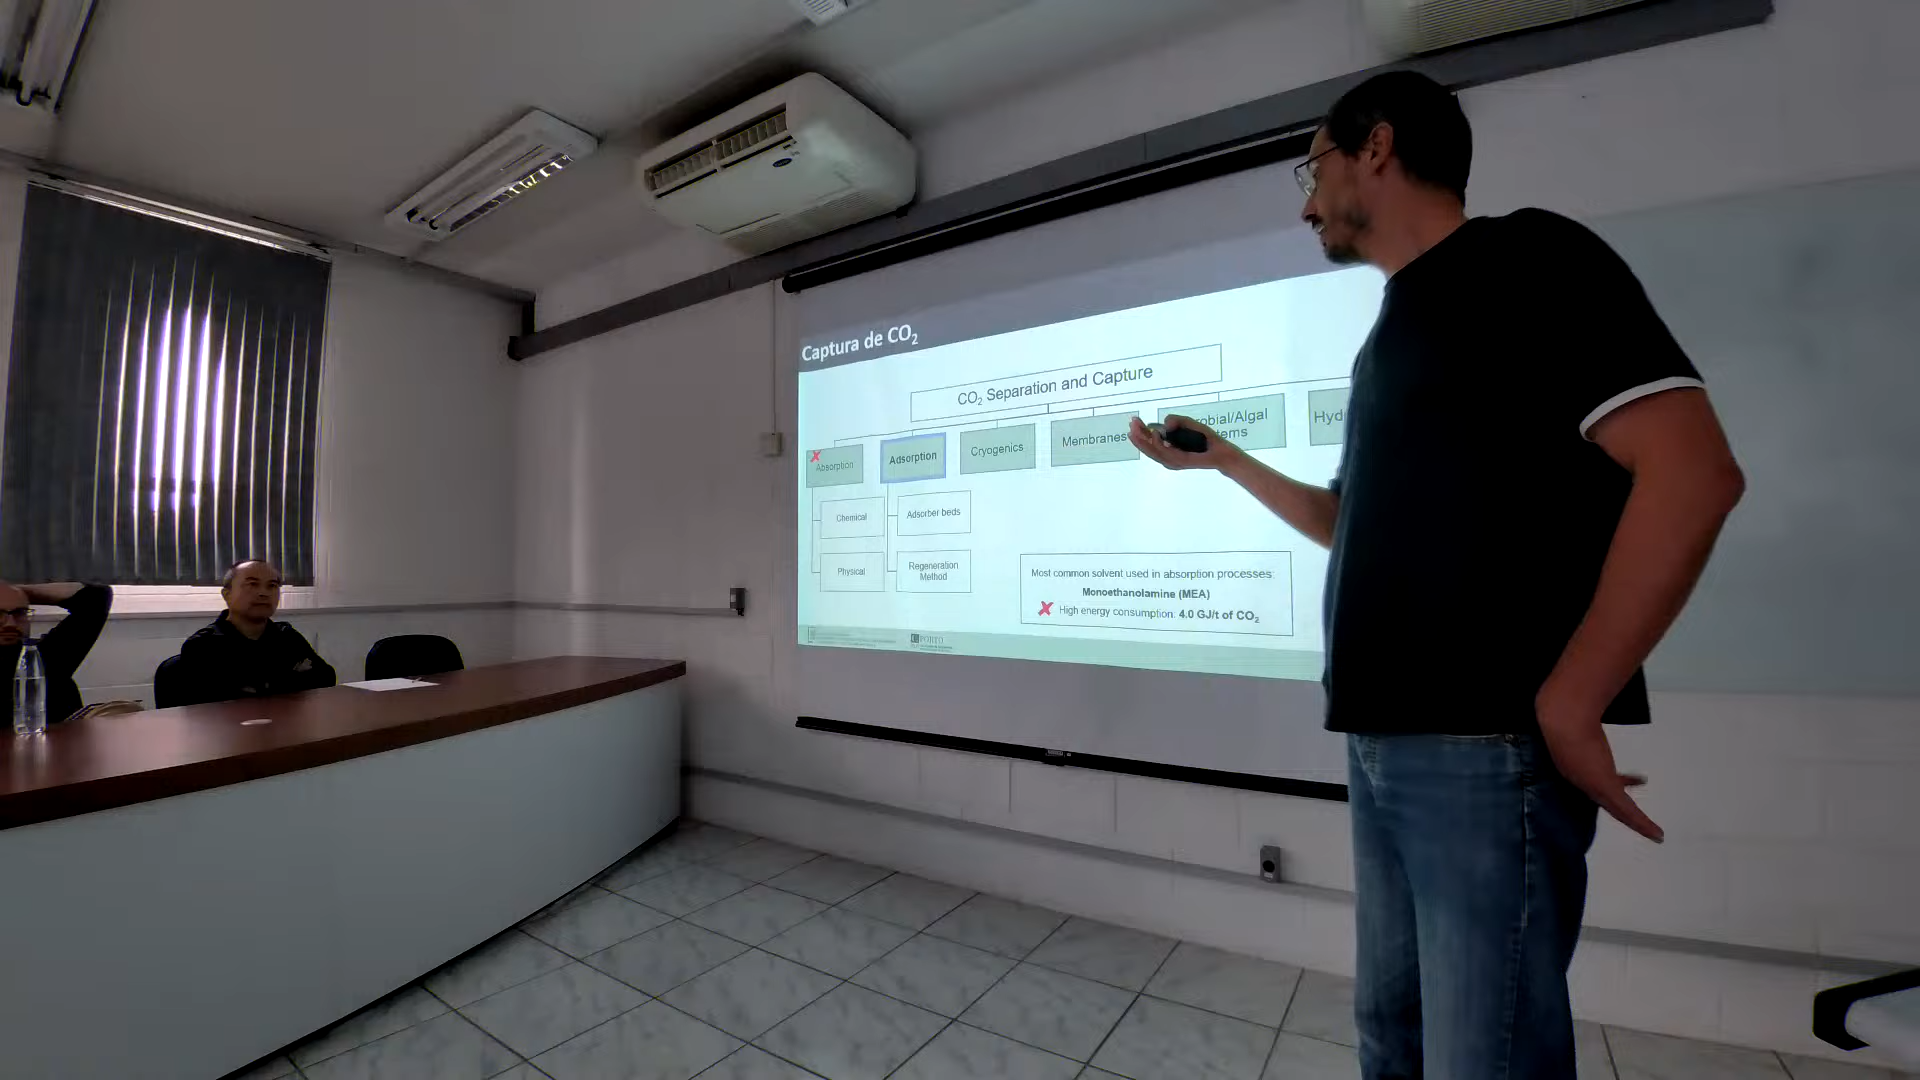 Captura de CO₂
CO₂ Separation and Capture
Absorption
Adsorption
Cryogenics
Membranes
Chemical
Physical
Adsorber beds
Regeneration
Method
Most common solvent used in absorption processes:
Monoethanolamine (MEA)
✗ High energy consumption: 4.0 GJ/t of CO₂
PORTO